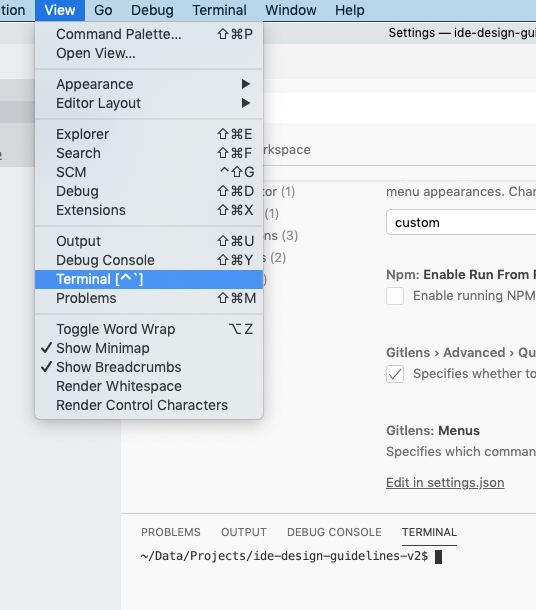 View Go Debug Terminal Window Help
Settings — ide-design-gui
Command Palette... ⇧⌘P
Open View...
Appearance ▶
Editor Layout ▶
Explorer ⇧⌘E
Search ⇧⌘F
SCM ^⇧G
Debug ⇧⌘D
Extensions ⇧⌘X
Output ⇧⌘U
Debug Console ⇧⌘Y
Terminal [^`]
Problems ⇧⌘M
Toggle Word Wrap ⌥Z
✓ Show Minimap
✓ Show Breadcrumbs
Render Whitespace
Render Control Characters
rkspace
tor (1)
(1)
ns (3)
s (2)
menu appearances. Chan
custom
Npm: Enable Run From F
Enable running NPM
Gitlens › Advanced › Qu
Specifies whether to
Gitlens: Menus
Specifies which comman
Edit in settings.json
PROBLEMS OUTPUT DEBUG CONSOLE TERMINAL
~/Data/Projects/ide-design-guidelines-v2$